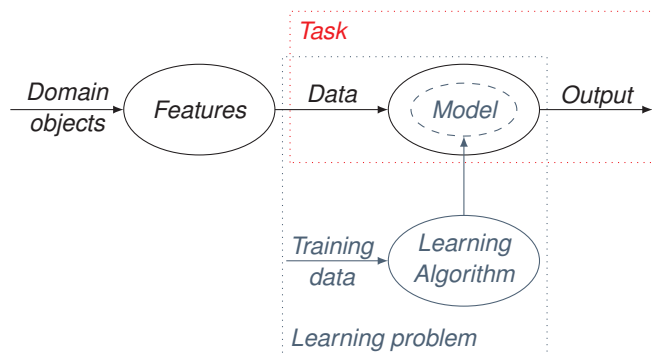 Task
Domain
objects
Features
Data
Model
Output
Training
data
Learning
Algorithm
Learning problem